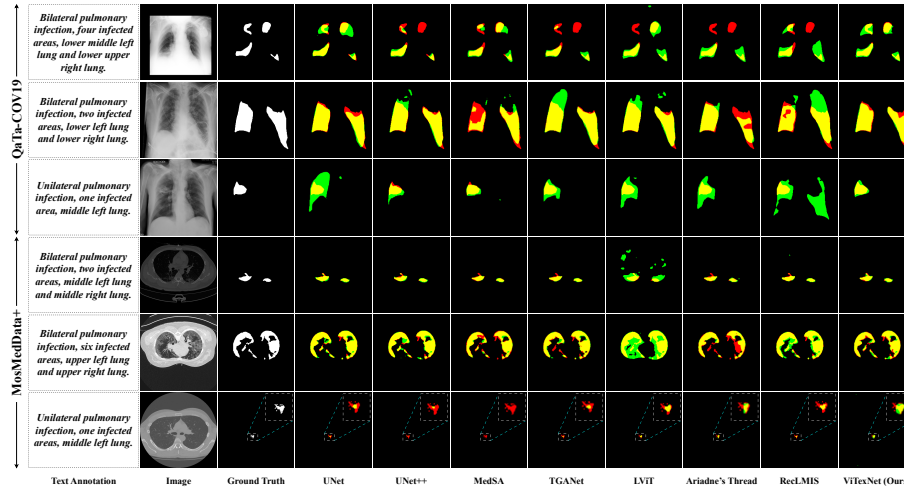 QaTa-COV19
Bilateral pulmonary
infection, four infected
areas, lower middle left
lung and lower upper
right lung.
Bilateral pulmonary
infection, two infected
areas, lower left lung
and lower right lung.
Unilateral pulmonary
infection, one infected
area, middle left lung.
MosMedData+
Bilateral pulmonary
infection, two infected
areas, middle left lung
and middle right lung.
Bilateral pulmonary
infection, six infected
areas, upper left lung
and upper right lung.
Unilateral pulmonary
infection, one infected
areas, middle left lung.
Text Annotation Image Ground Truth UNet UNet++ MedSA TGANet LViT Ariadne's Thread RecLMIS ViTexNet (Ours